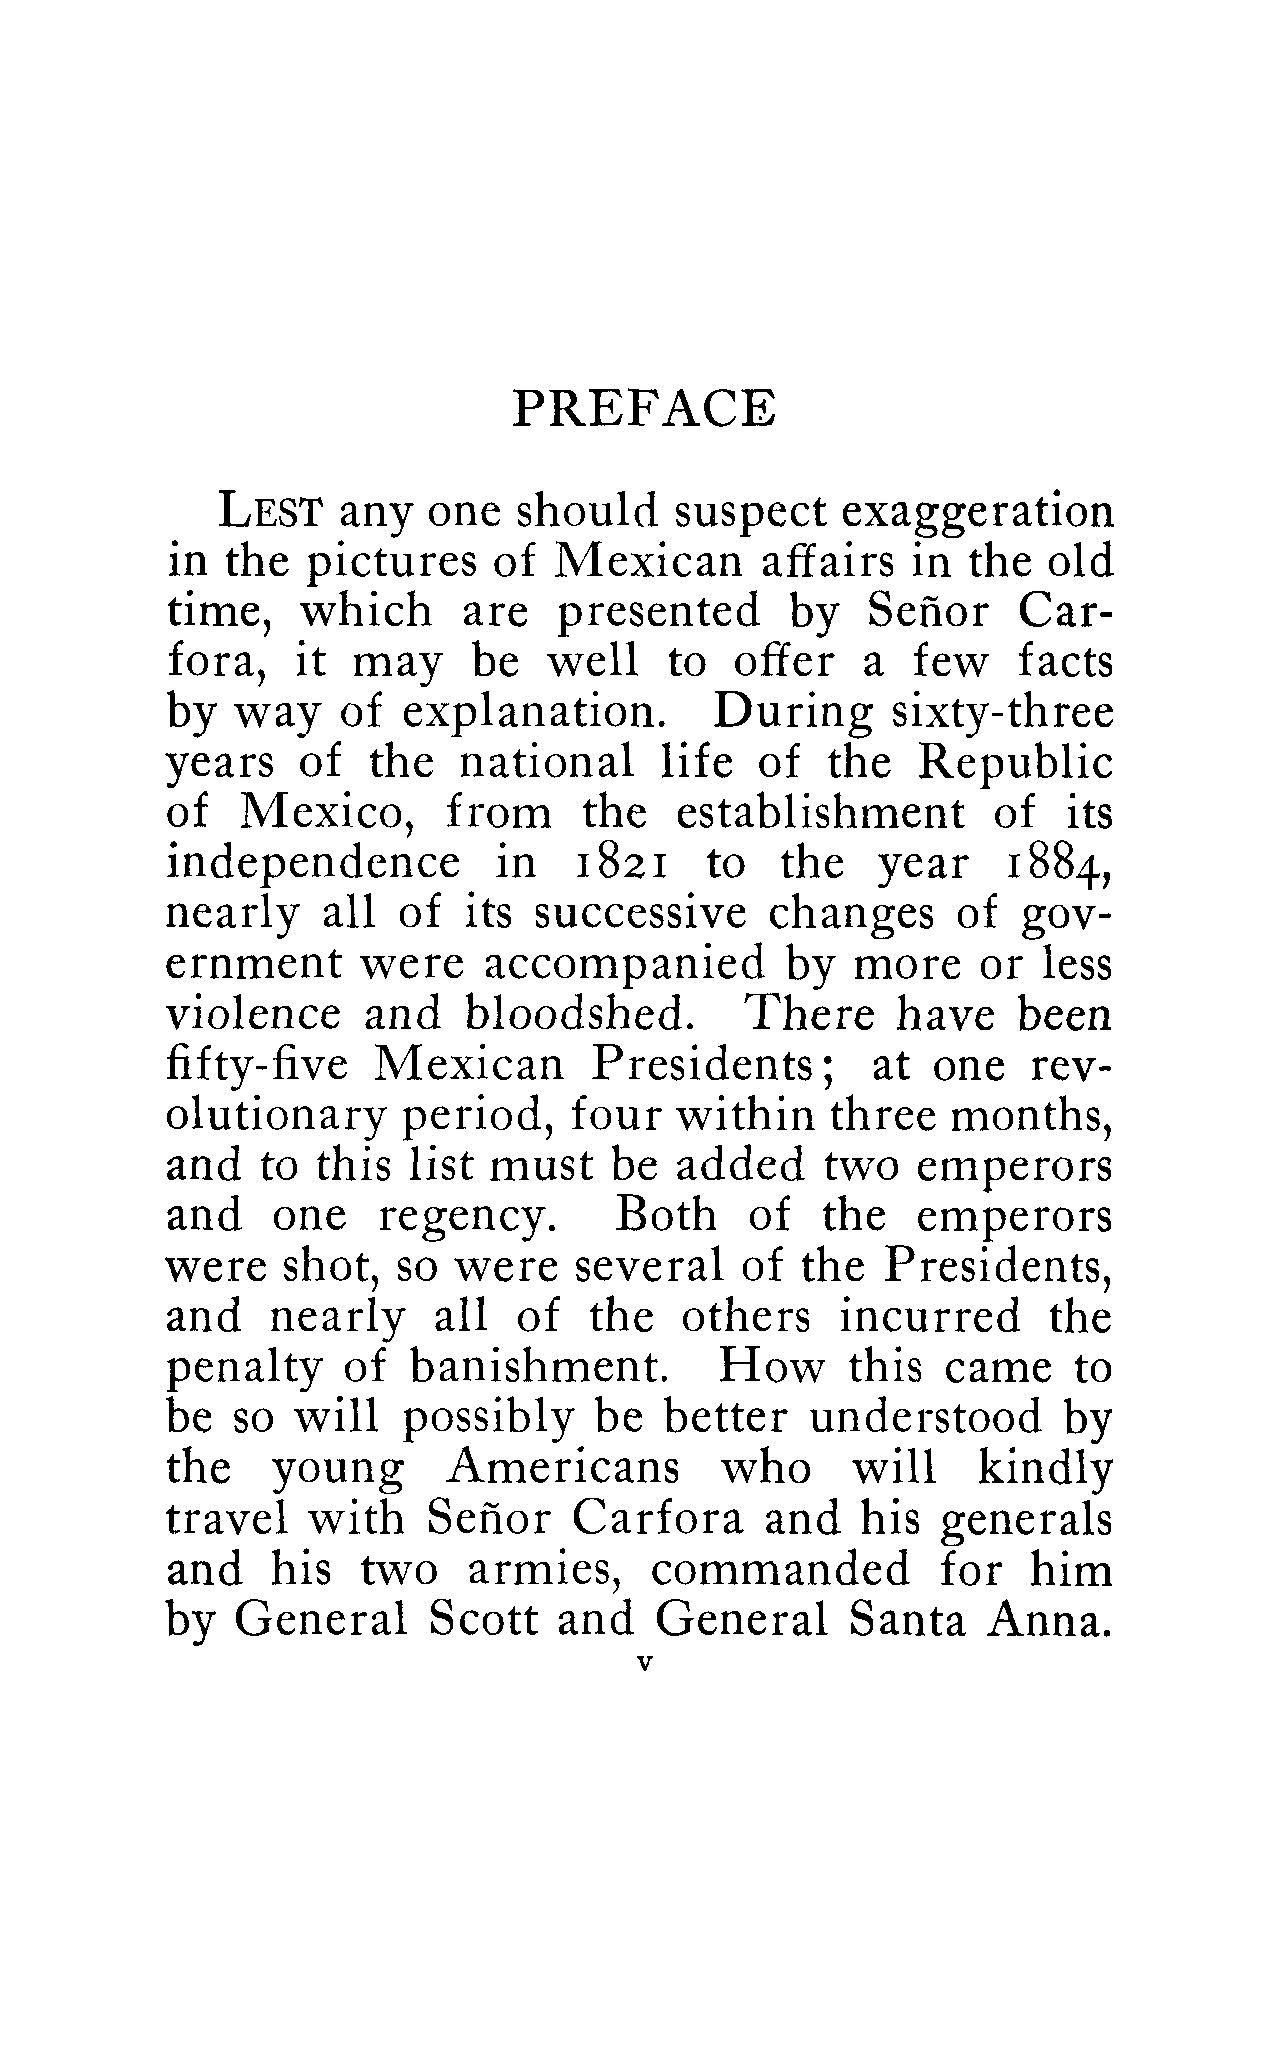 PREFACE
Lest any one should suspect exaggeration
in the pictures of Mexican affairs in the old
time, which are presented by Señor Car-
fora, it may be well to offer a few facts
by way of explanation. During sixty-three
years of the national life of the Republic
of Mexico, from the establishment of its
independence in 1821 to the year 1884,
nearly all of its successive changes of gov-
ernment were accompanied by more or less
violence and bloodshed. There have been
fifty-five Mexican Presidents; at one rev-
olutionary period, four within three months,
and to this list must be added two emperors
and one regency. Both of the emperors
were shot, so were several of the Presidents,
and nearly all of the others incurred the
penalty of banishment. How this came to
be so will possibly be better understood by
the young Americans who will kindly
travel with Señor Carfora and his generals
and his two armies, commanded for him
by General Scott and General Santa Anna.
v